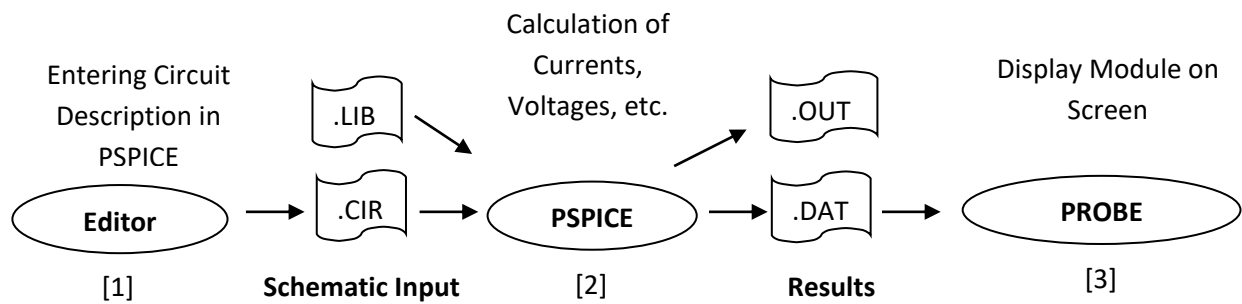 Entering Circuit
Description in
PSPICE
Editor
[1]
.LIB
.CIR
Schematic Input
Calculation of
Currents,
Voltages, etc.
PSPICE
[2]
.OUT
.DAT
Results
Display Module on
Screen
PROBE
[3]